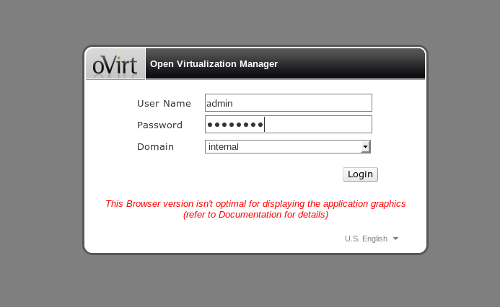 oVirt
Open Virtualization Manager
User Name admin
Password ●●●●●●●●
Domain internal
Login
This Browser version isn't optimal for displaying the application graphics
(refer to Documentation for details)
U.S. English